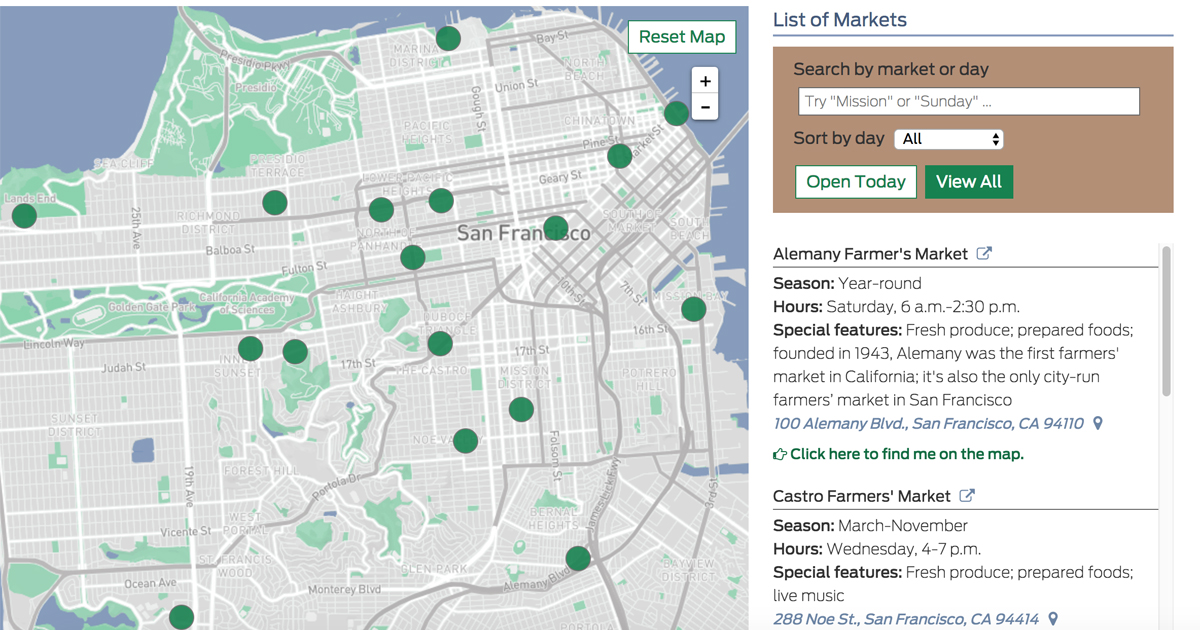 Reset Map
+
−
MARINA
DISTRICT
Bay St
NORTH
BEACH
Presidio Pkwy
Presidio
Union St
Gough St
CHINATOWN
PACIFIC
HEIGHTS
Pine St
Market St
SEA CLIFF
PRESIDIO
TERRACE
Geary St
LOWER PACIFIC
HEIGHTS
Lands End
25th Ave
RICHMOND
DISTRICT
SOUTH OF
MARKET
SOUTH
BEACH
San Francisco
NORTH OF
PANHANDLE
Balboa St
Fulton St
10th St
7th St
MISSION BAY
California Academy
of Sciences
Golden Gate Park
HAIGHT
ASHBURY
DUBOCE
TRIANGLE
16th St
Lincoln Way
17th St
INNER
SUNSET
17th St
Judah St
THE CASTRO
MISSION
DISTRICT
POTRERO
HILL
SUNSET
DISTRICT
NOE VALLEY
Folsom St
19th Ave
FOREST HILL
Portola Dr
James Lick Fwy
3rd St
BERNAL
HEIGHTS
WEST
PORTAL
Vicente St
ST. FRANCIS
WOOD
GLEN PARK
BAYVIEW
DISTRICT
Ocean Ave
Monterey Blvd
Alemany Blvd
PORTOLA
List of Markets
Search by market or day
Try "Mission" or "Sunday" ...
Sort by day All
Open Today View All
Alemany Farmer's Market
Season: Year-round
Hours: Saturday, 6 a.m.-2:30 p.m.
Special features: Fresh produce; prepared foods;
founded in 1943, Alemany was the first farmers'
market in California; it's also the only city-run
farmers’ market in San Francisco
100 Alemany Blvd., San Francisco, CA 94110
Click here to find me on the map.
Castro Farmers' Market
Season: March-November
Hours: Wednesday, 4-7 p.m.
Special features: Fresh produce; prepared foods;
live music
288 Noe St., San Francisco, CA 94414